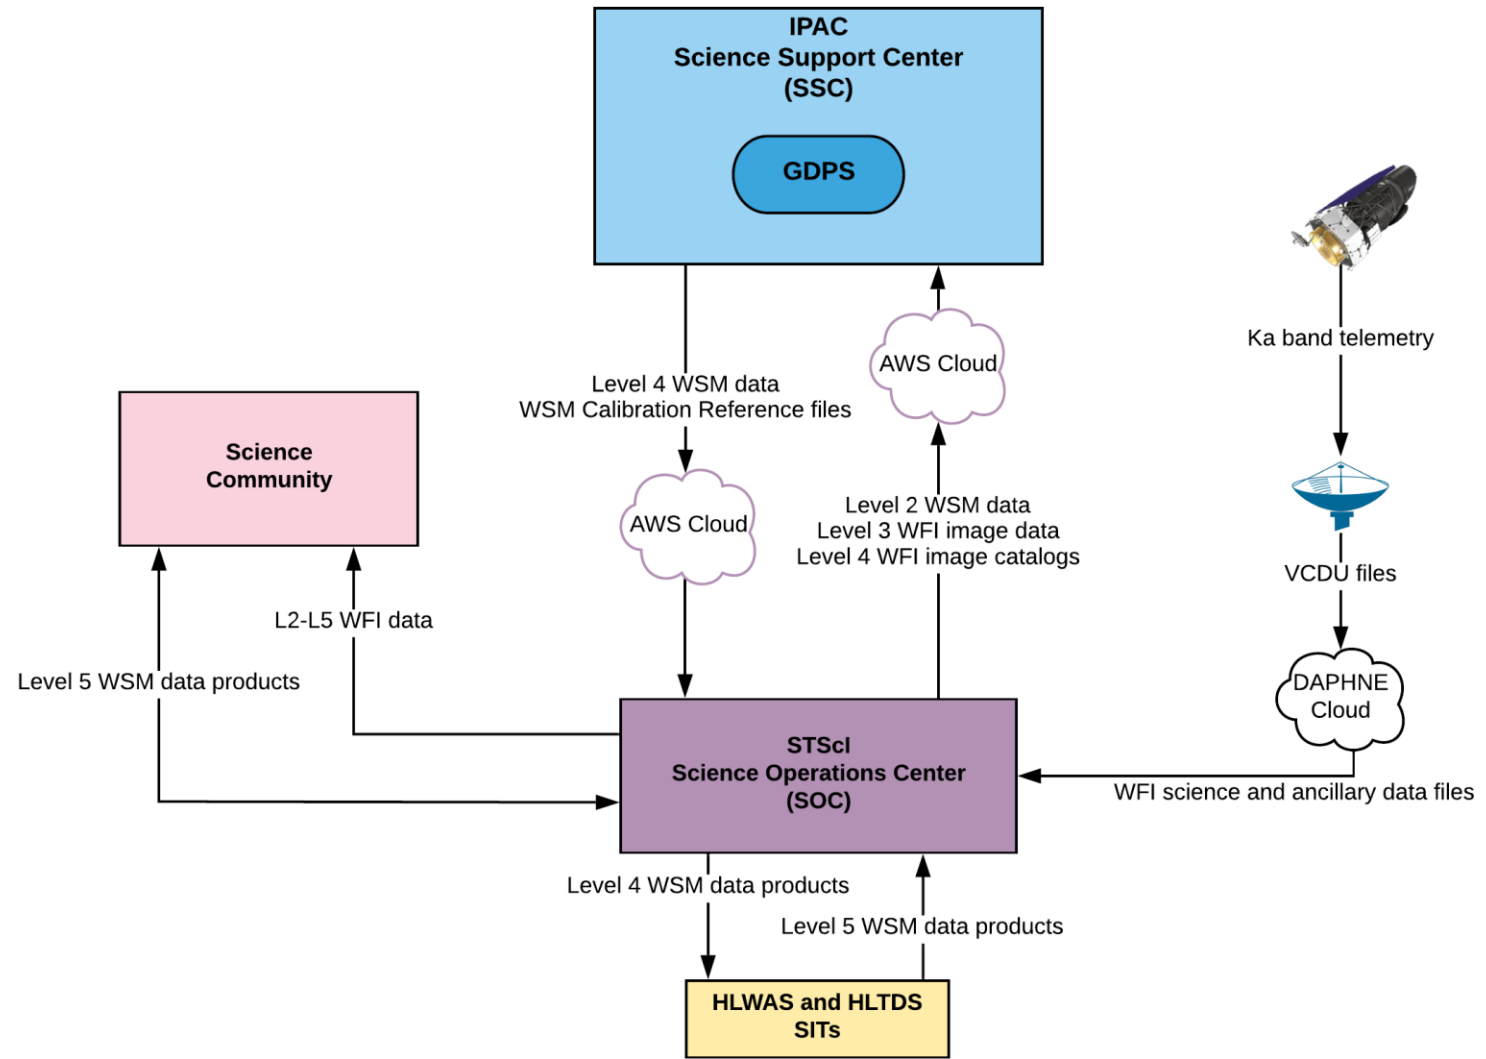 IPAC
Science Support Center
(SSC)
GDPS
Ka band telemetry
AWS Cloud
Level 4 WSM data
WSM Calibration Reference files
Science
Community
AWS Cloud
Level 2 WSM data
Level 3 WFI image data
Level 4 WFI image catalogs
VCDU files
L2-L5 WFI data
Level 5 WSM data products
DAPHNE
Cloud
STScI
Science Operations Center
(SOC)
WFI science and ancillary data files
Level 4 WSM data products
Level 5 WSM data products
HLWAS and HLTDS
SITs